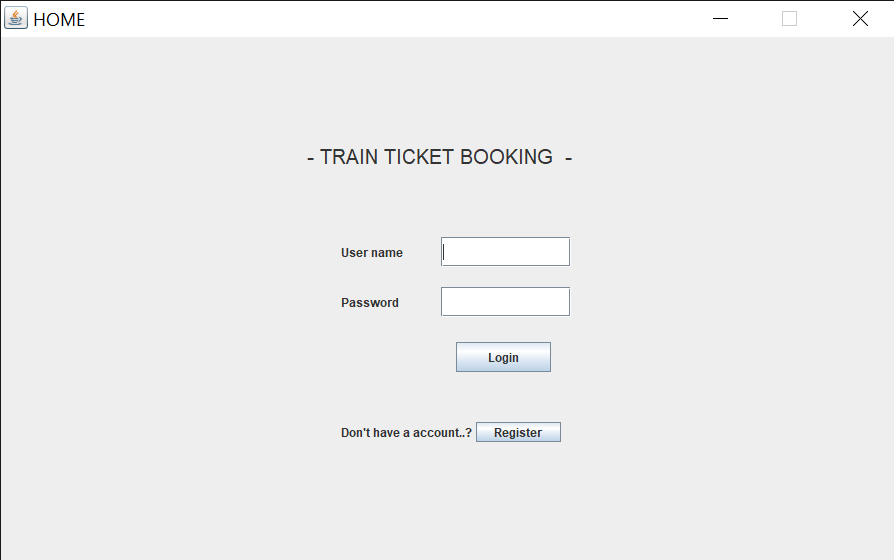 HOME
- TRAIN TICKET BOOKING  -
User name
Password
Login
Don't have a account..? Register